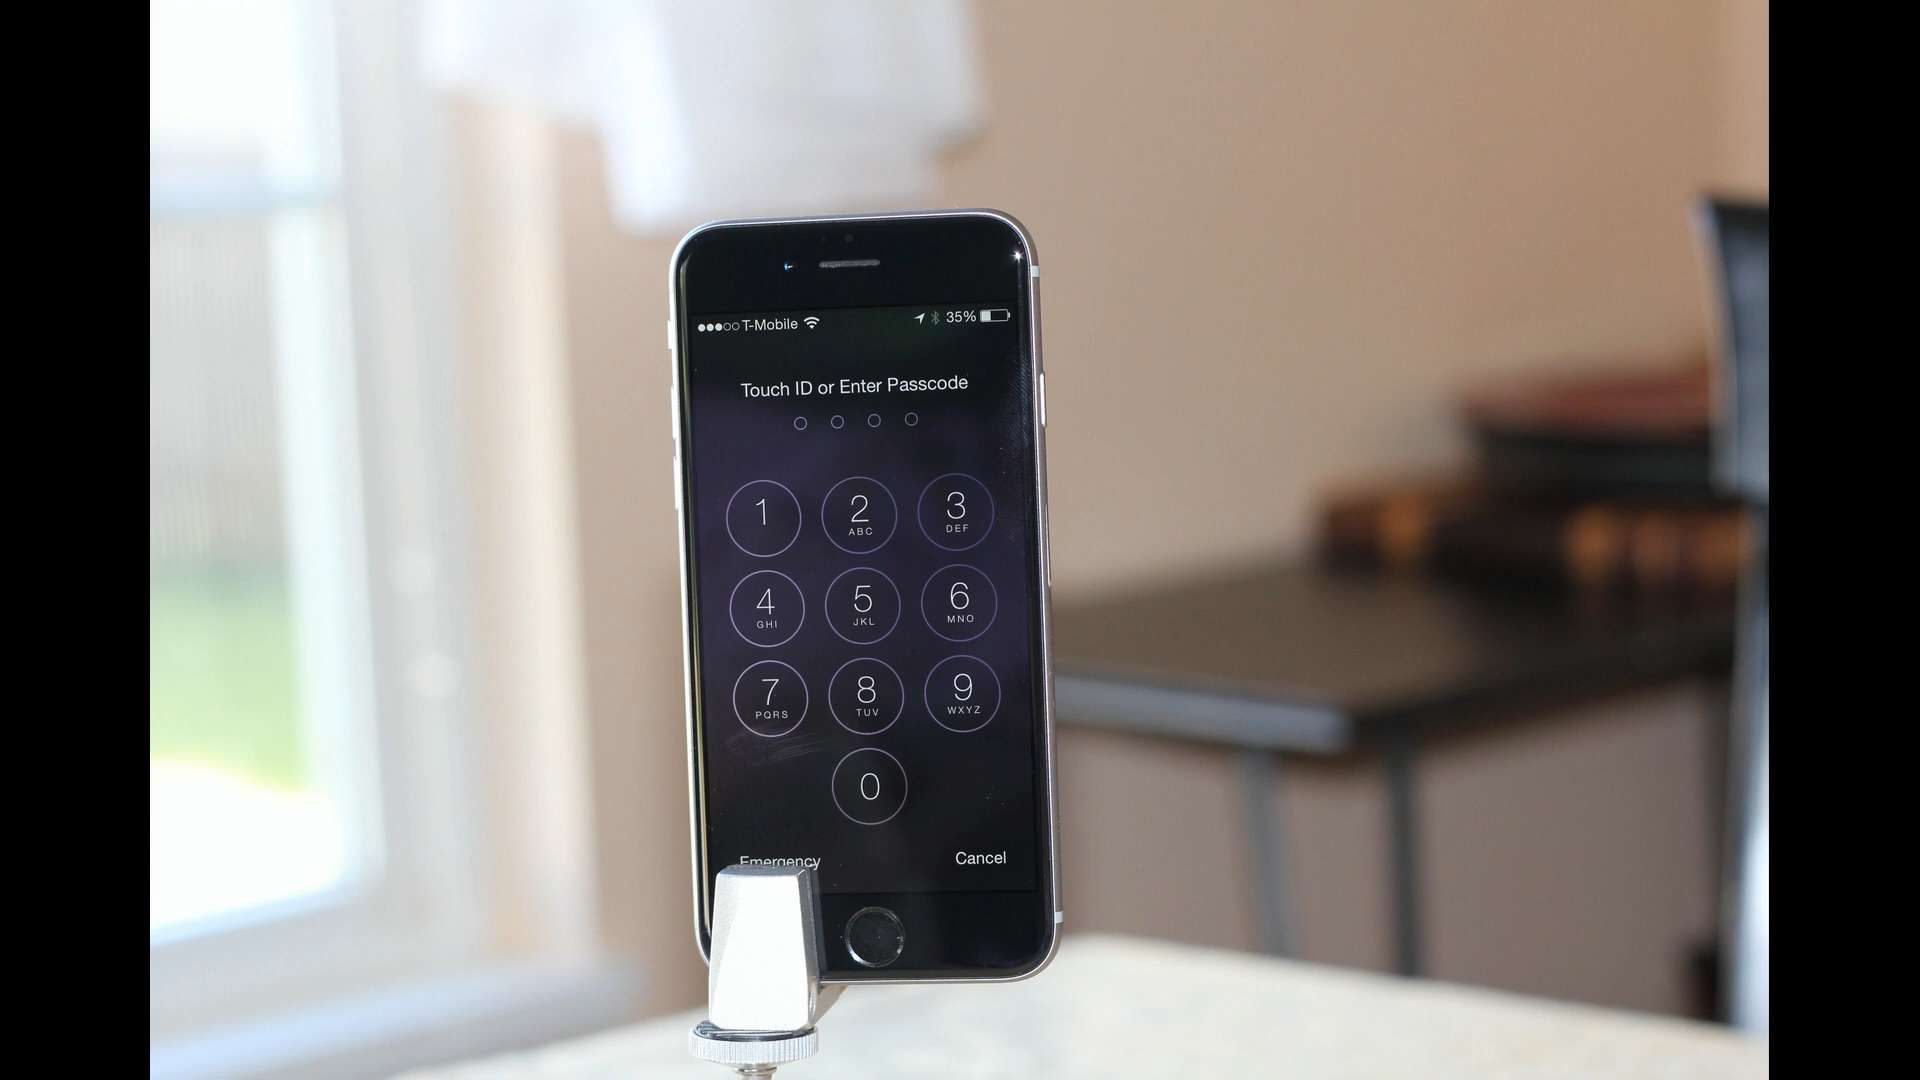 T-Mobile 35%
Touch ID or Enter Passcode
1 2 3
ABC DEF
4 5 6
GHI JKL MNO
7 8 9
PQRS TUV WXYZ
0
Emergency Cancel